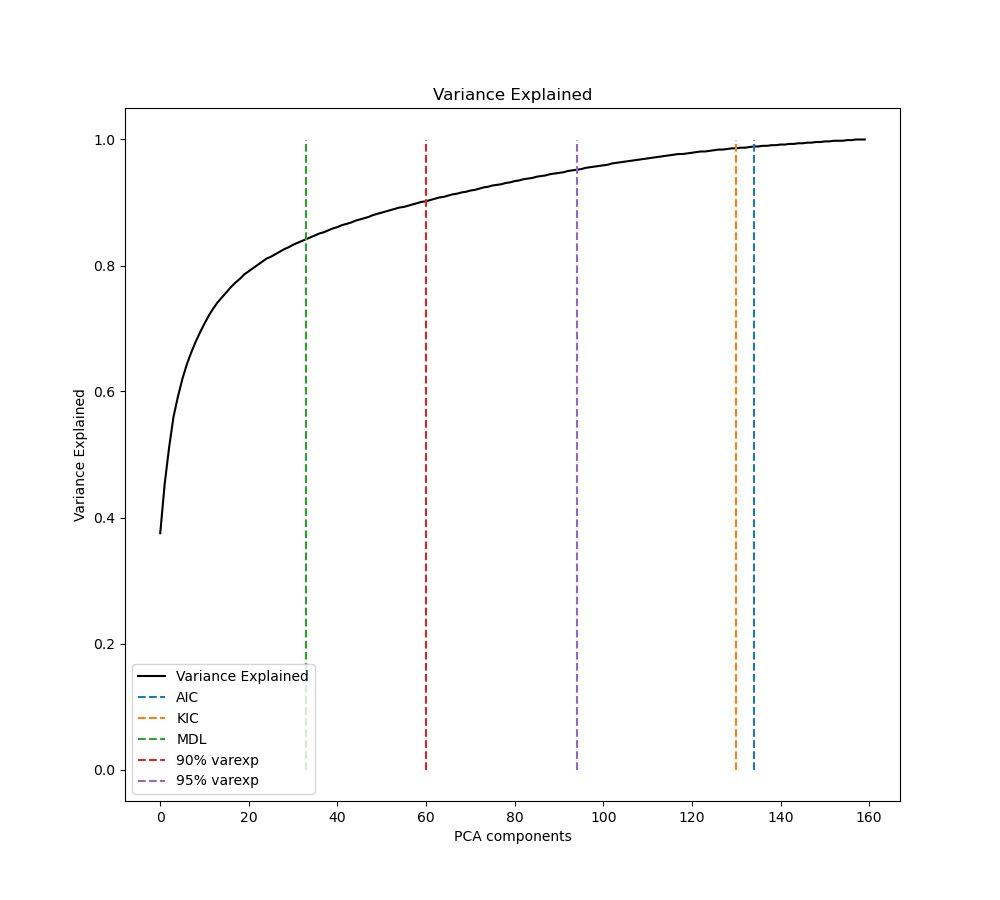 Variance Explained
1.0
0.8
0.6
0.4
0.2
0.0
Variance Explained
Variance Explained
AIC
KIC
MDL
90% varexp
95% varexp
0 20 40 60 80 100 120 140 160
PCA components